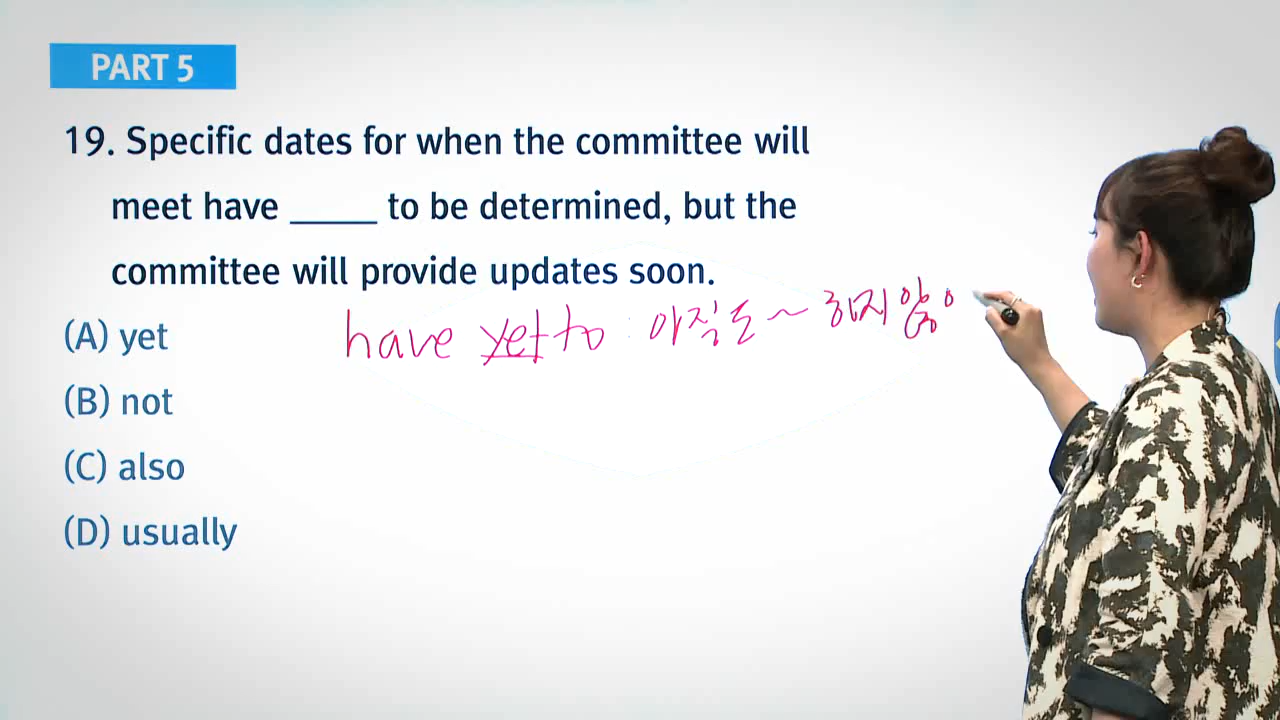 PART 5
19. Specific dates for when the committee will
meet have _____ to be determined, but the
committee will provide updates soon.
have yet to : 아직도 ~ 하지 않
(A) yet
(B) not
(C) also
(D) usually